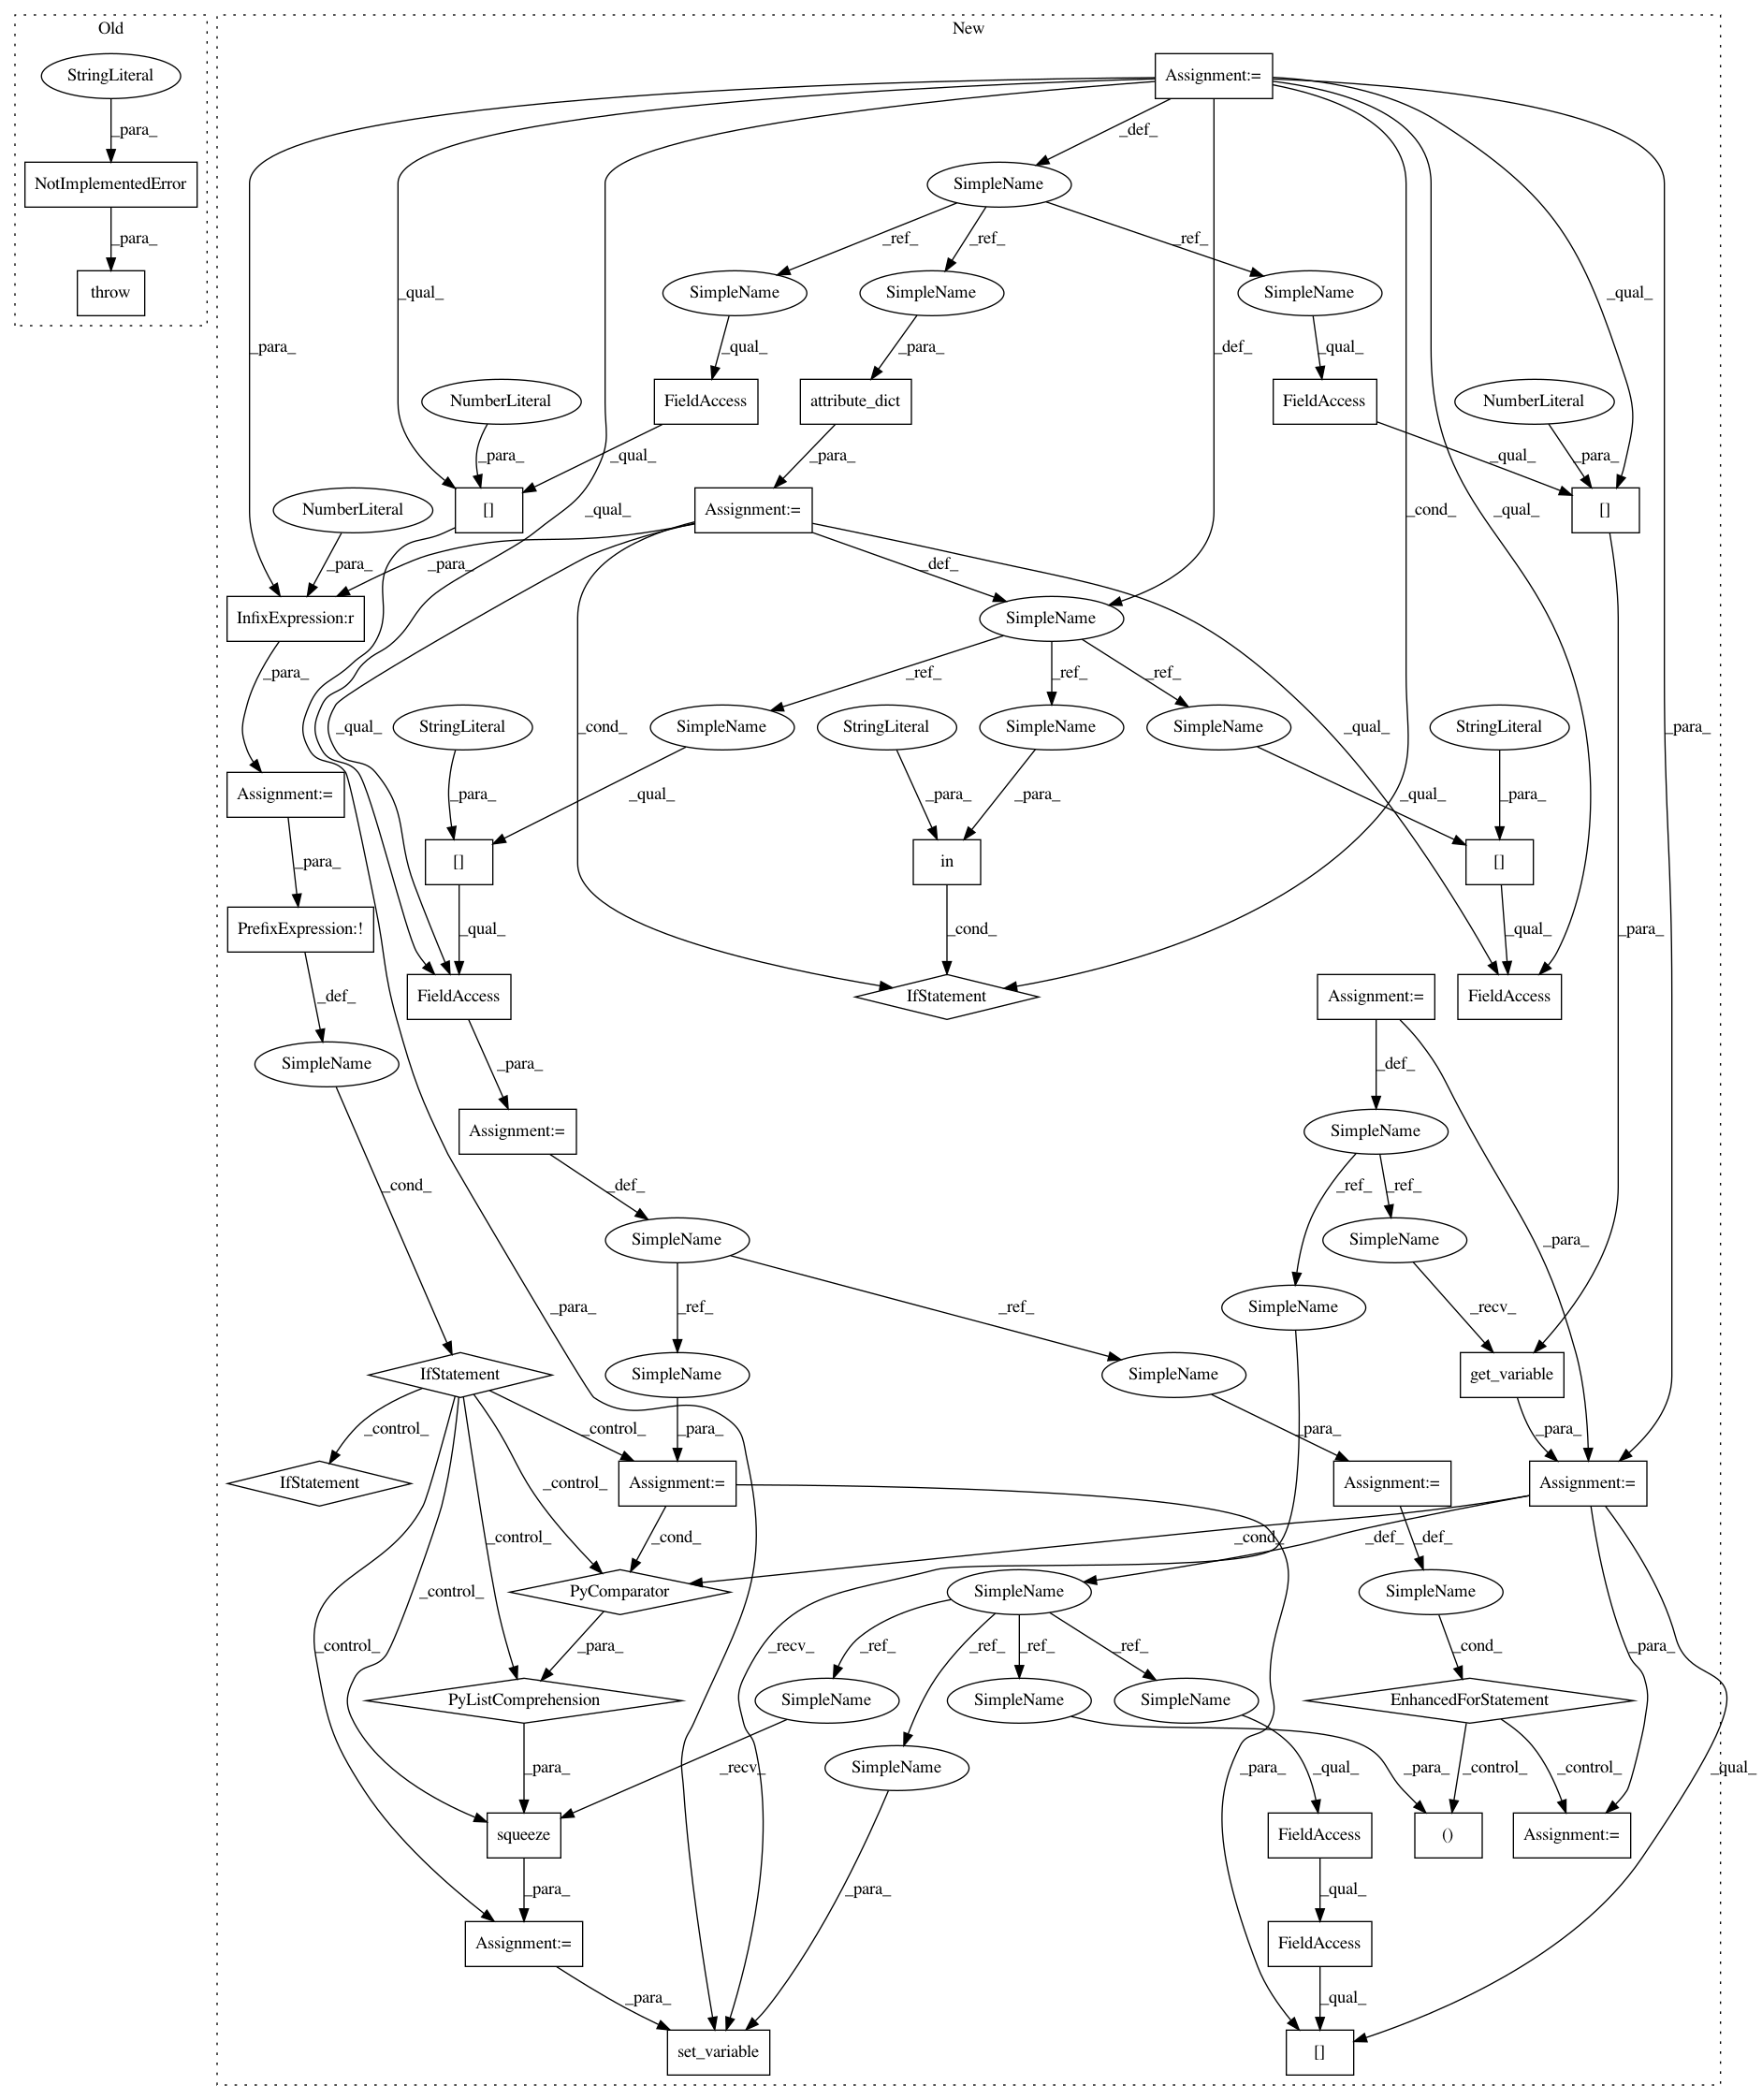 Old
New
StringLiteral
Assignment:=
_para_
_def_
NotImplementedError
SimpleName
_para_
_ref_
_ref_
_ref_
throw
SimpleName
SimpleName
SimpleName
_qual_
_qual_
_para_
_qual_
_para_
_qual_
_def_
NumberLiteral
FieldAccess
attribute_dict
FieldAccess
NumberLiteral
_para_
_qual_
_para_
_qual_
_para_
NumberLiteral
[]
_qual_
Assignment:=
_qual_
_cond_
[]
_para_
_para_
_def_
InfixExpression:r
SimpleName
_para_
_ref_
_ref_
_ref_
_qual_
StringLiteral
_cond_
SimpleName
StringLiteral
SimpleName
SimpleName
_qual_
StringLiteral
_para_
Assignment:=
_para_
_qual_
_para_
_para_
_qual_
_para_
_para_
[]
in
[]
_para_
PrefixExpression:!
_qual_
_cond_
_qual_
_def_
FieldAccess
IfStatement
Assignment:=
FieldAccess
SimpleName
_para_
_def_
Assignment:=
SimpleName
_cond_
_def_
_ref_
_ref_
SimpleName
SimpleName
_para_
_para_
_ref_
_ref_
SimpleName
_recv_
IfStatement
SimpleName
SimpleName
get_variable
_control_
_control_
_para_
_para_
_para_
IfStatement
_control_
Assignment:=
Assignment:=
Assignment:=
_control_
_cond_
_cond_
_def_
_def_
_control_
PyComparator
SimpleName
SimpleName
_control_
_para_
_recv_
_ref_
_ref_
_ref_
_ref_
_cond_
_para_
PyListComprehension
SimpleName
SimpleName
SimpleName
EnhancedForStatement
_para_
_recv_
SimpleName
_para_
_qual_
_para_
_control_
_control_
_qual_
squeeze
FieldAccess
()
Assignment:=
_para_
_para_
_qual_
Assignment:=
FieldAccess
_para_
_qual_
set_variable
[]